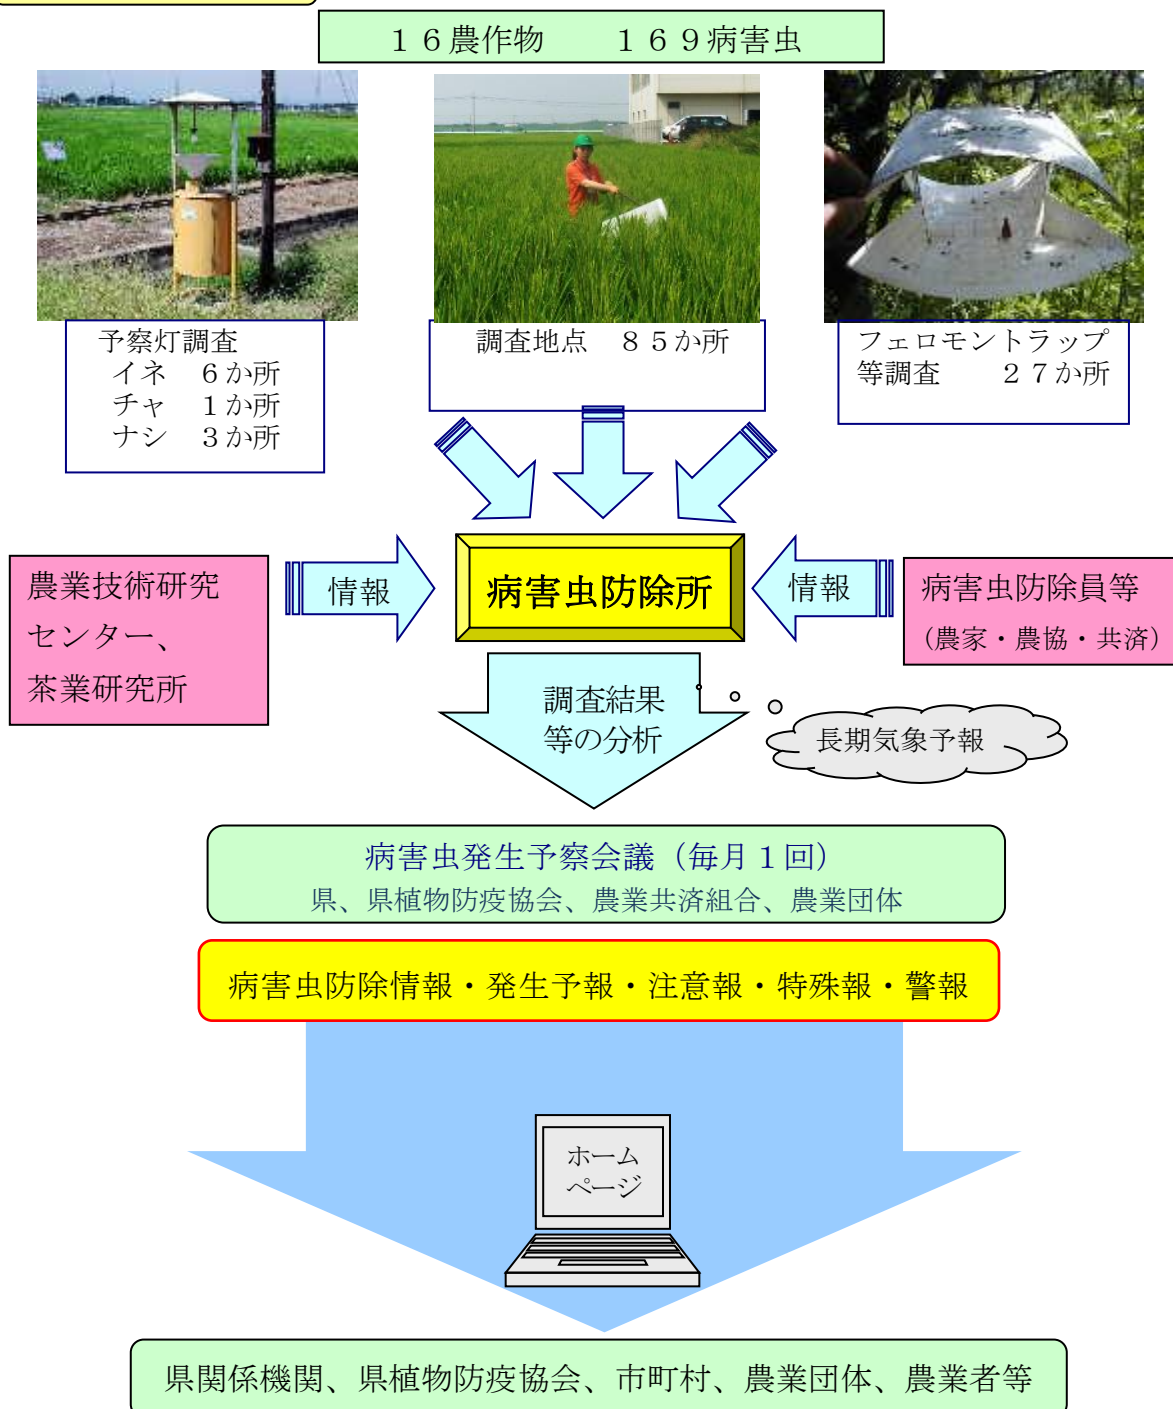 １６農作物　　１６９病害虫
予察灯調査
イネ　６か所
チャ　１か所
ナシ　３か所
調査地点　８５か所
フェロモントラップ
等調査　　２７か所
農業技術研究
センター、
茶業研究所
情報
病害虫防除所
情報
病害虫防除員等
（農家・農協・共済）
調査結果
等の分析
長期気象予報
病害虫発生予察会議（毎月１回）
県、県植物防疫協会、農業共済組合、農業団体
病害虫防除情報・発生予報・注意報・特殊報・警報
ホーム
ページ
県関係機関、県植物防疫協会、市町村、農業団体、農業者等